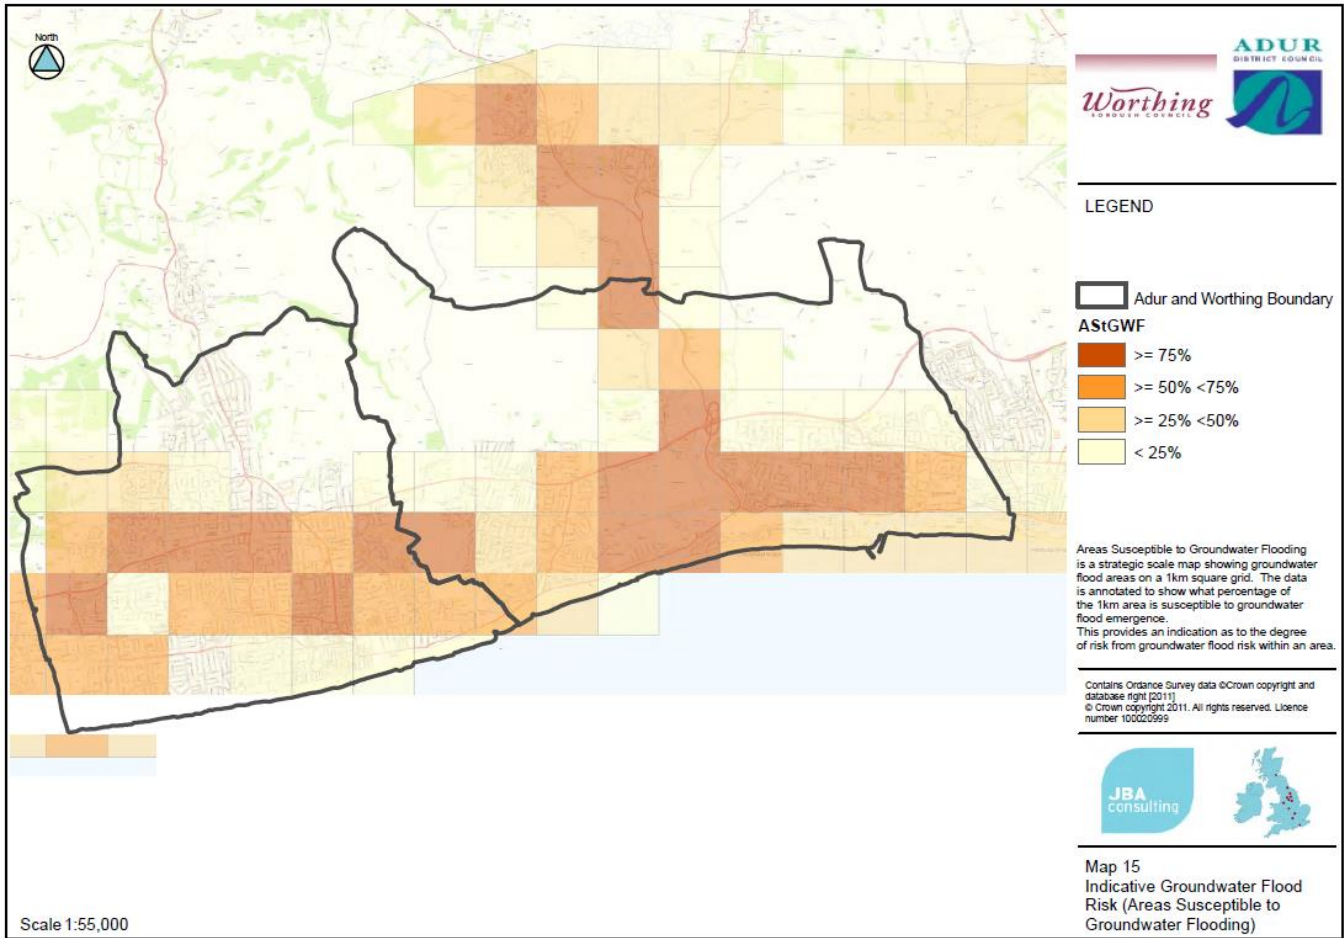 North
Worthing
BOROUGH COUNCIL
ADUR
DISTRICT COUNCIL
LEGEND
Adur and Worthing Boundary
AStGWF
>= 75%
>= 50% <75%
>= 25% <50%
< 25%
Areas Susceptible to Groundwater Flooding
is a strategic scale map showing groundwater
flood areas on a 1km square grid. The data
is annotated to show what percentage of
the 1km area is susceptible to groundwater
flood emergence.
This provides an indication as to the degree
of risk from groundwater flood risk within an area.
Contains Ordance Survey data ©Crown copyright and
database right [2011]
© Crown copyright 2011. All rights reserved. Licence
number 100020999
JBA
consulting
Map 15
Indicative Groundwater Flood
Risk (Areas Susceptible to
Groundwater Flooding)
Scale 1:55,000